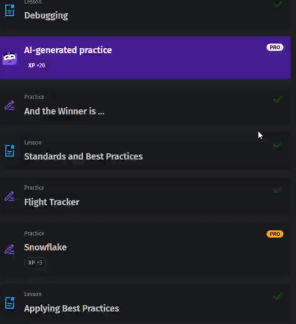 Lesson
Debugging
AI-generated practice
PRO
XP +20
Practice
And the Winner is ...
Lesson
Standards and Best Practices
Practice
Flight Tracker
Practice
PRO
Snowflake
XP +5
Lesson
Applying Best Practices